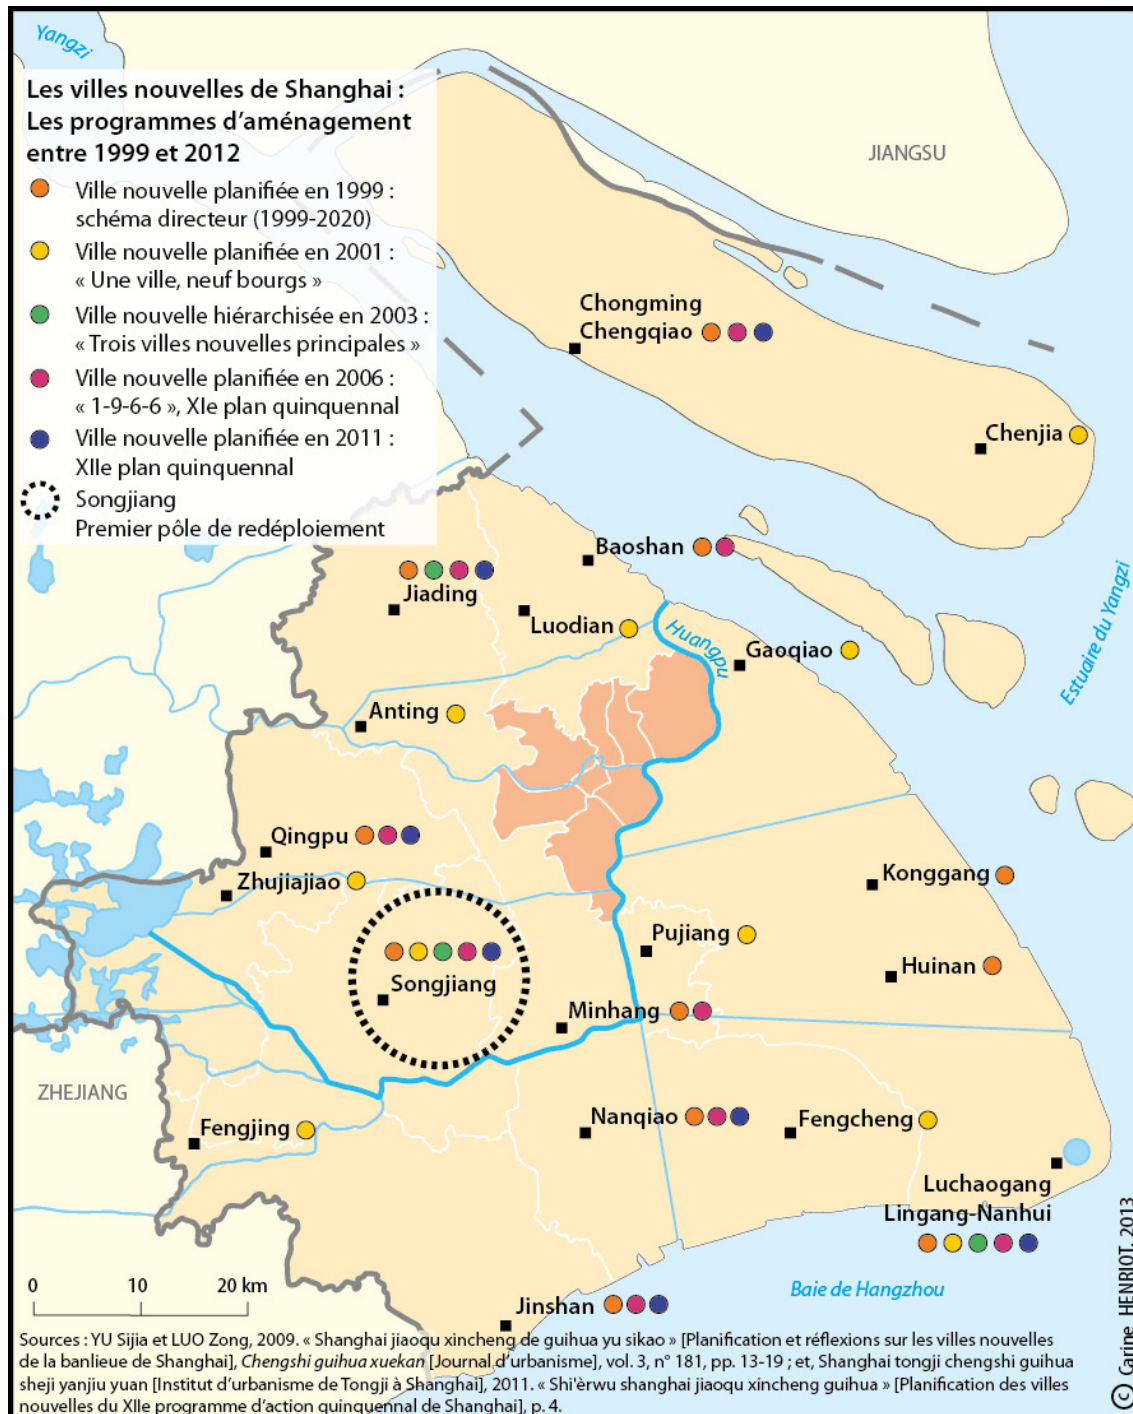 Yangzi
Les villes nouvelles de Shanghai :
Les programmes d'aménagement
entre 1999 et 2012
Ville nouvelle planifiée en 1999 :
schéma directeur (1999-2020)
Ville nouvelle planifiée en 2001 :
« Une ville, neuf bourgs »
Ville nouvelle hiérarchisée en 2003 :
« Trois villes nouvelles principales »
Ville nouvelle planifiée en 2006 :
« 1-9-6-6 », XIe plan quinquennal
Ville nouvelle planifiée en 2011 :
XIIe plan quinquennal
Songjiang
Premier pôle de redéploiement
JIANGSU
Chongming
Chengqiao
Chenjia
Baoshan
Jiading
Luodian
Huangpu
Gaoqiao
Estuaire du Yangzi
Anting
Qingpu
Zhujiajiao
Konggang
Pujiang
Huinan
Songjiang
Minhang
ZHEJIANG
Nanqiao
Fengcheng
Fengjing
Luchaogang
Lingang-Nanhui
Baie de Hangzhou
Jinshan
0 10 20 km
Sources : YU Sijia et LUO Zong, 2009. « Shanghai jiaoqu xincheng de guihua yu sikao » [Planification et réflexions sur les villes nouvelles
de la banlieue de Shanghai], Chengshi guihua xuekan [Journal d'urbanisme], vol. 3, n° 181, pp. 13-19 ; et, Shanghai tongji chengshi guihua
sheji yanjiu yuan [Institut d'urbanisme de Tongji à Shanghai], 2011. « Shi'èrwu shanghai jiaoqu xincheng guihua » [Planification des villes
nouvelles du XIIe programme d'action quinquennal de Shanghai], p. 4.
© Carine HENRIOT, 2013